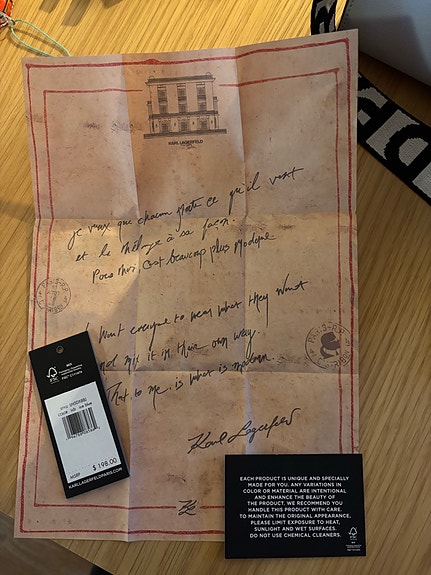 KARL LAGERFELD
je veux que chacun porte ce qu'il veut
et le mélange à sa façon.
Pour moi, c'est beaucoup plus moderne.
I Want everyone to wear what they want
and mix it in their own way.
That to me, is what is modern.
Karl Lagerfeld
KL
FSC
MSRP
$ 198.00
KARLLAGERFELDPARIS.COM
EACH PRODUCT IS UNIQUE AND SPECIALLY
MADE FOR YOU. ANY VARIATIONS IN
COLOR OR MATERIAL ARE INTENTIONAL
AND ENHANCE THE BEAUTY OF
THE PRODUCT. WE RECOMMEND YOU
HANDLE THIS PRODUCT WITH CARE.
TO MAINTAIN THE ORIGINAL APPEARANCE,
PLEASE LIMIT EXPOSURE TO HEAT,
SUNLIGHT AND WET SURFACES.
DO NOT USE CHEMICAL CLEANERS.
FSC